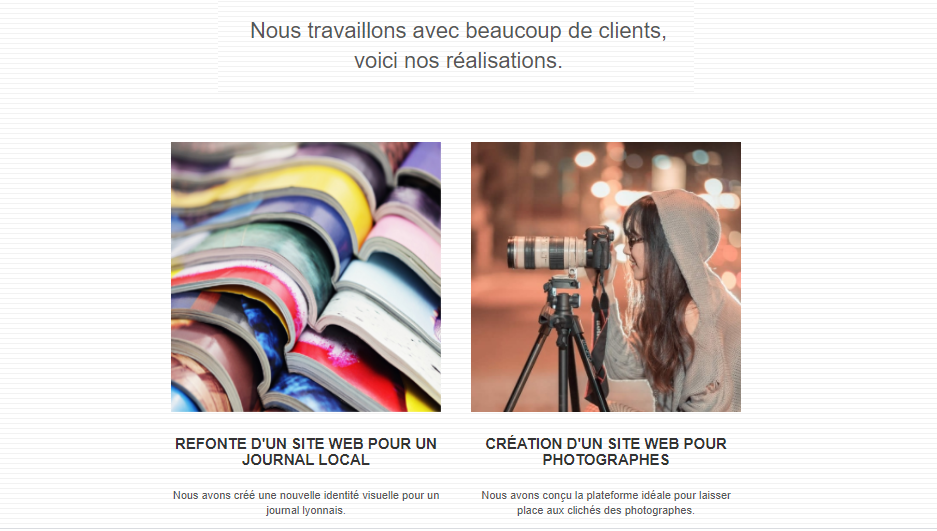 Nous travaillons avec beaucoup de clients,
voici nos réalisations.
REFONTE D'UN SITE WEB POUR UN
JOURNAL LOCAL
Nous avons créé une nouvelle identité visuelle pour un
journal lyonnais.
CRÉATION D'UN SITE WEB POUR
PHOTOGRAPHES
Nous avons conçu la plateforme idéale pour laisser
place aux clichés des photographes.